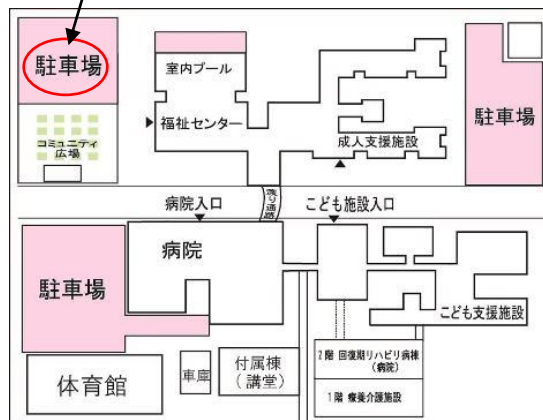 駐車場
室内プール
福祉センター
成人支援施設
駐車場
コミュニティ
広場
渡り通路
病院入口
こども施設入口
病院
駐車場
こども支援施設
体育館
車庫
付属棟
(講堂)
2階 回復期リハビリ病棟
(病院)
1階 療養介護施設